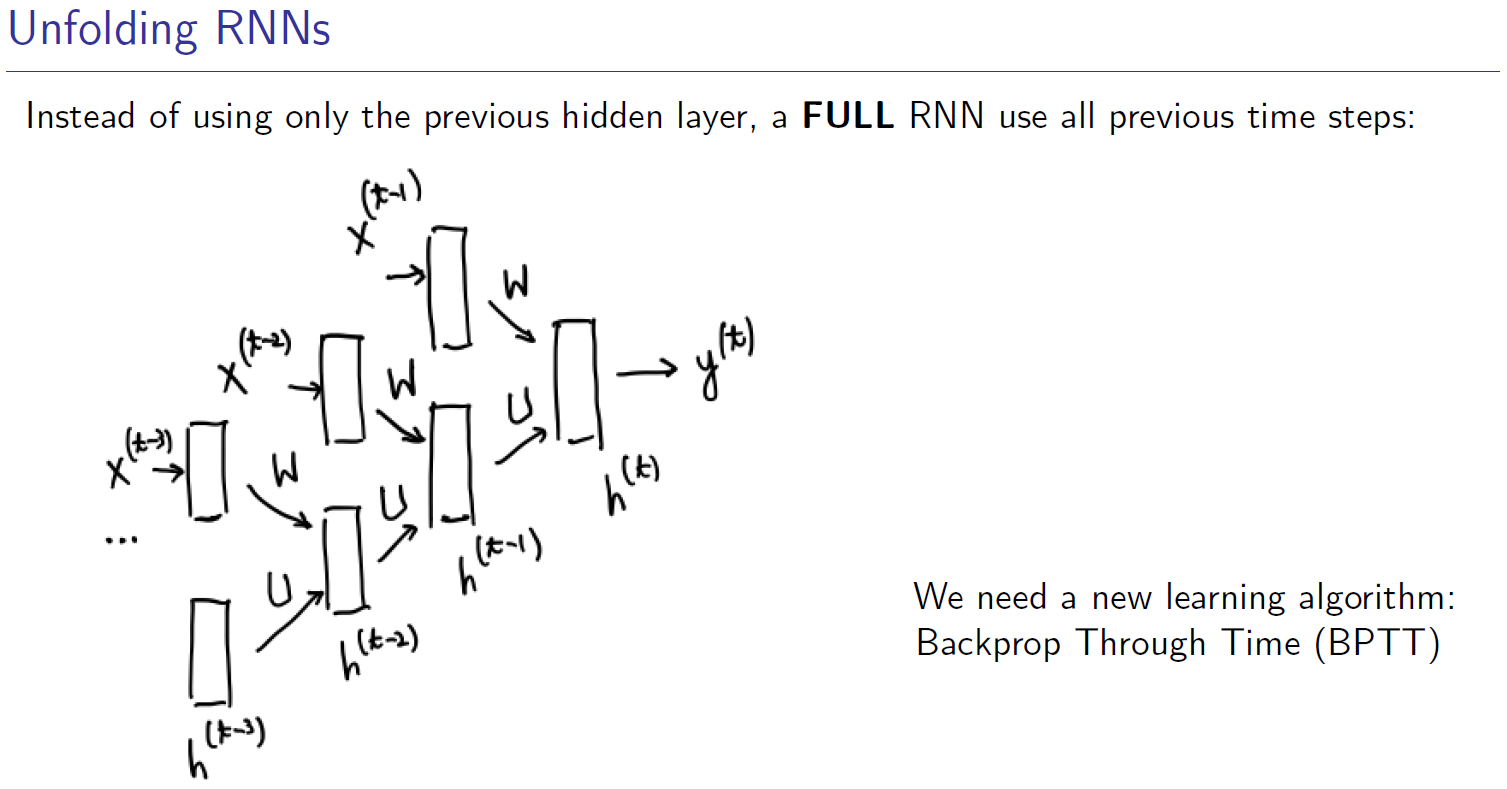 Unfolding RNNs
Instead of using only the previous hidden layer, a FULL RNN use all previous time steps:
x^(t-1)
W
x^(t-2)
W
U
y^(t)
x^(t-3)
W
U
h^(t)
...
U
h^(t-1)
h^(t-2)
h^(t-3)
We need a new learning algorithm:
Backprop Through Time (BPTT)